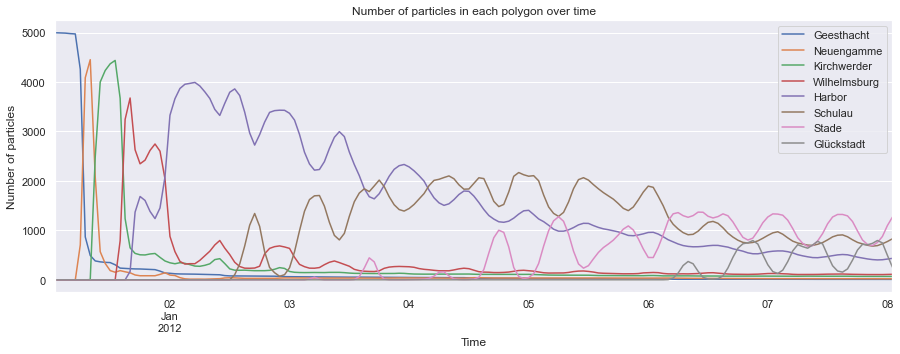 Number of particles in each polygon over time
Number of particles
5000
4000
3000
2000
1000
0
Geesthacht
Neuengamme
Kirchwerder
Wilhelmsburg
Harbor
Schulau
Stade
Glückstadt
02 03 04 05 06 07 08
Jan
2012
Time